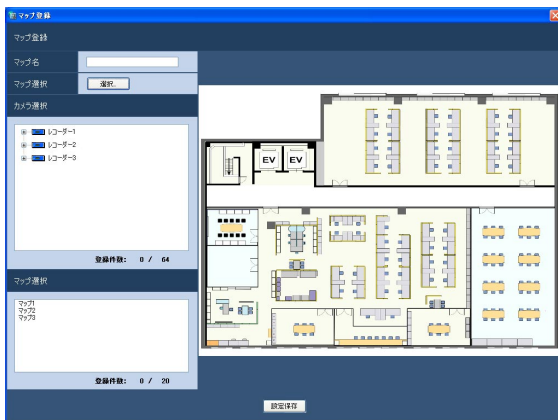 マップ登録
マップ登録
マップ名
マップ選択
選択...
カメラ選択
レコーダー1
レコーダー2
レコーダー3
登録件数: 0 / 64
マップ選択
マップ1
マップ2
マップ3
登録件数: 0 / 20
EV
EV
設定保存